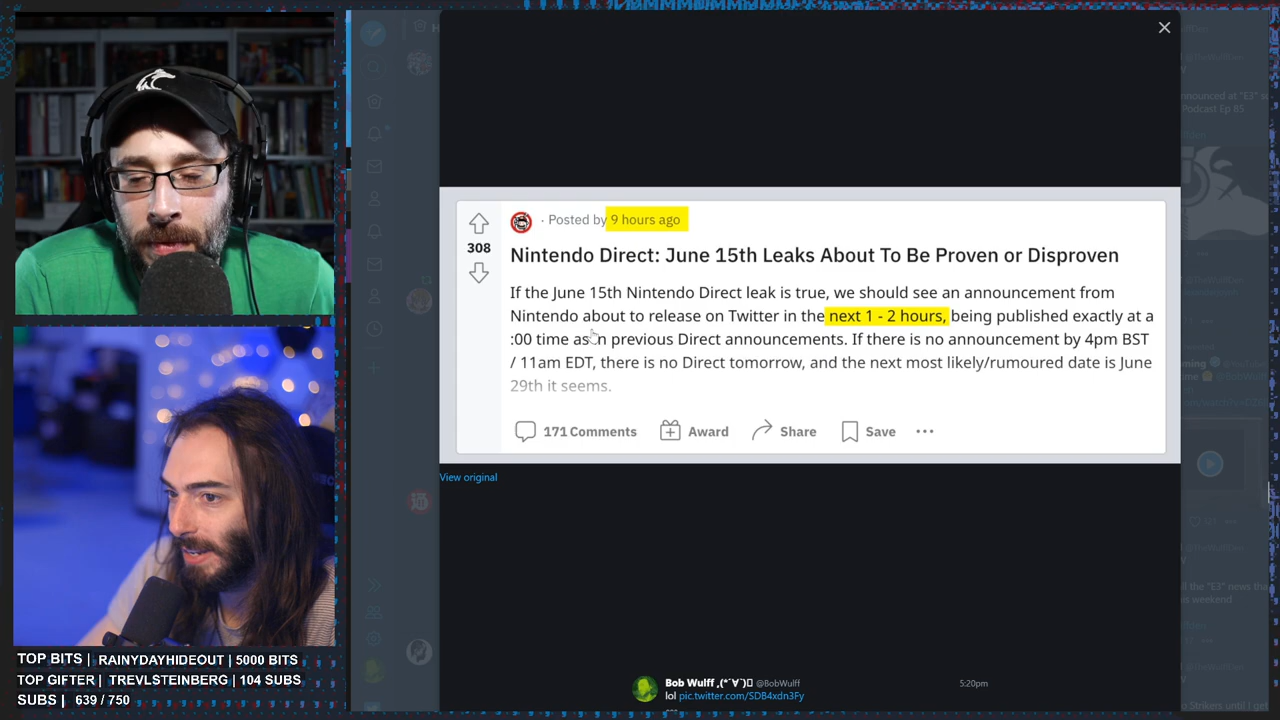 · Posted by 9 hours ago
308
Nintendo Direct: June 15th Leaks About To Be Proven or Disproven
If the June 15th Nintendo Direct leak is true, we should see an announcement from
Nintendo about to release on Twitter in the next 1 - 2 hours, being published exactly at a
:00 time as in previous Direct announcements. If there is no announcement by 4pm BST
/ 11am EDT, there is no Direct tomorrow, and the next most likely/rumoured date is June
29th it seems.
171 Comments Award Share Save
View original
Bob Wulff @BobWulff 5:20pm
lol pic.twitter.com/SDB4xdn3Fy
TOP BITS | RAINYDAYHIDEOUT | 5000 BITS
TOP GIFTER | TREVLSTEINBERG | 104 SUBS
SUBS | 639 / 750